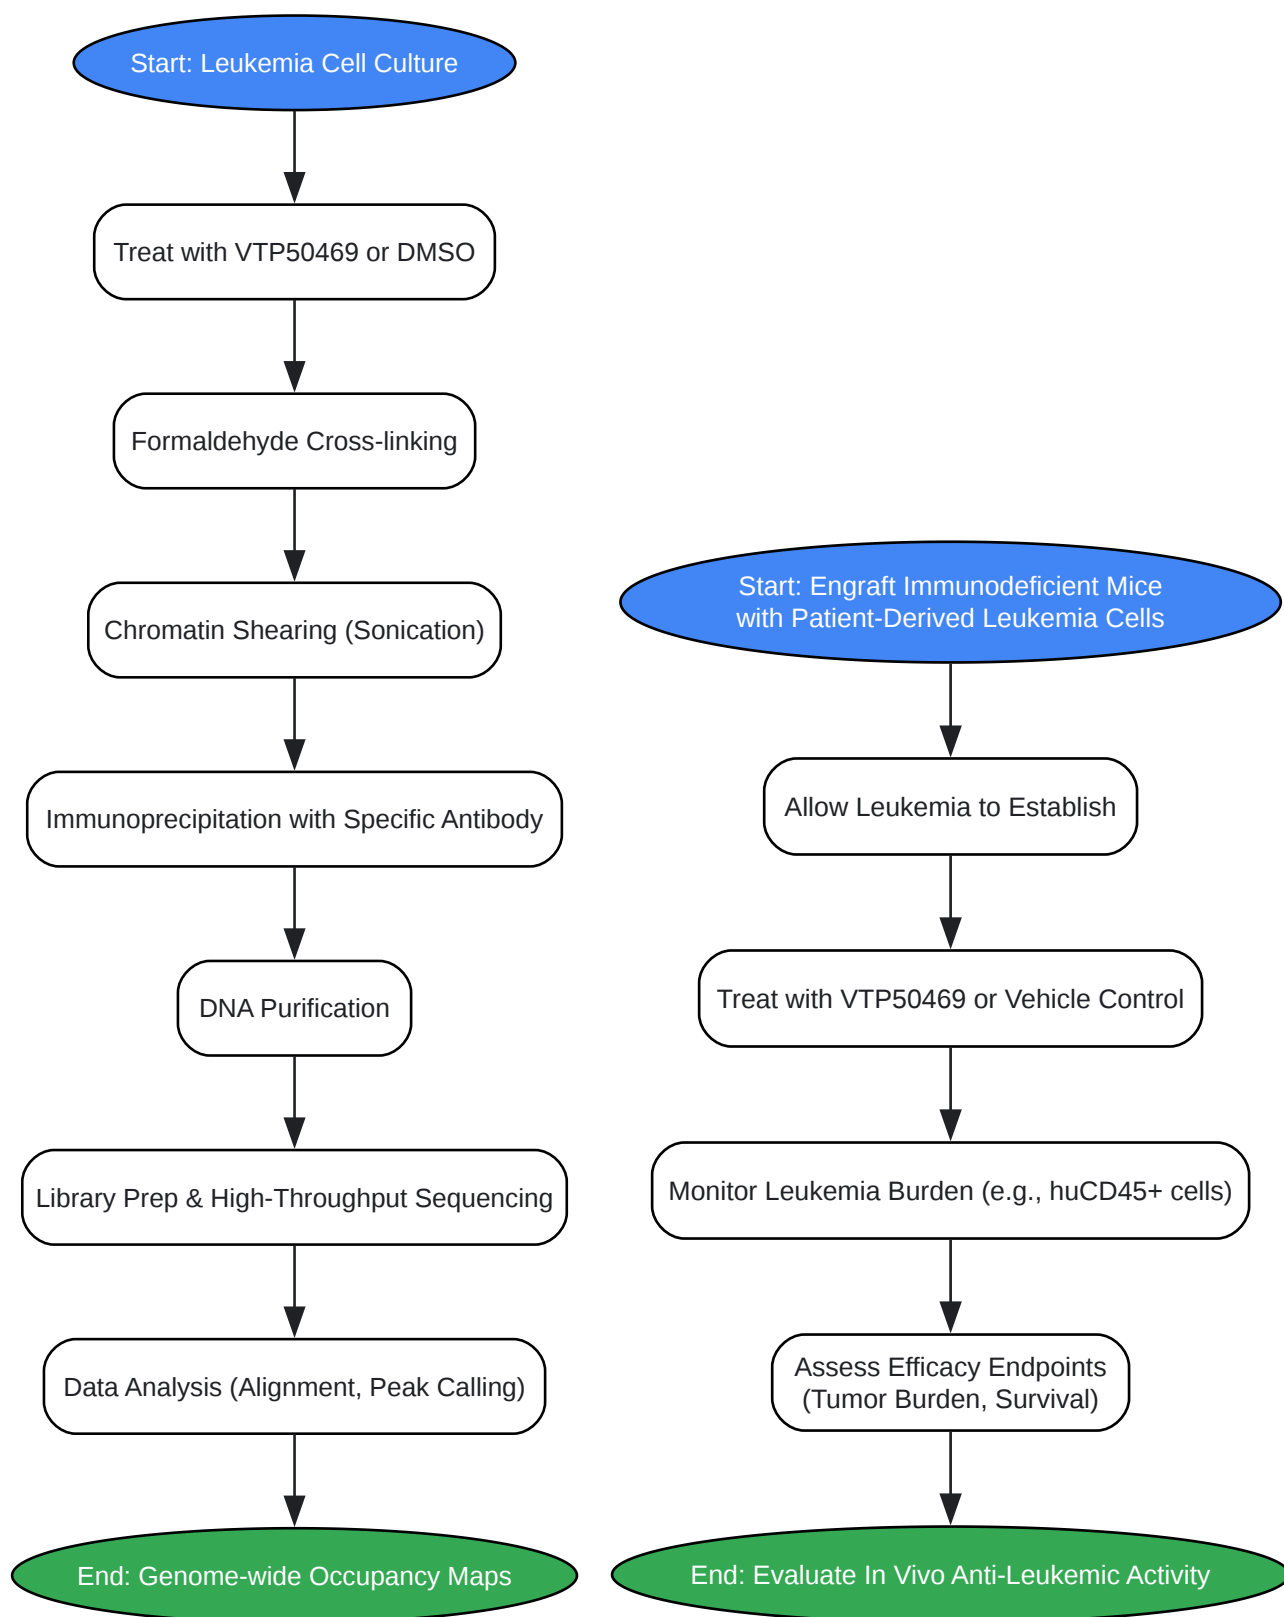 Start: Leukemia Cell Culture
Treat with VTP50469 or DMSO
Formaldehyde Cross-linking
Chromatin Shearing (Sonication)
Immunoprecipitation with Specific Antibody
DNA Purification
Library Prep & High-Throughput Sequencing
Data Analysis (Alignment, Peak Calling)
End: Genome-wide Occupancy Maps
Start: Engraft Immunodeficient Mice
with Patient-Derived Leukemia Cells
Allow Leukemia to Establish
Treat with VTP50469 or Vehicle Control
Monitor Leukemia Burden (e.g., huCD45+ cells)
Assess Efficacy Endpoints
(Tumor Burden, Survival)
End: Evaluate In Vivo Anti-Leukemic Activity